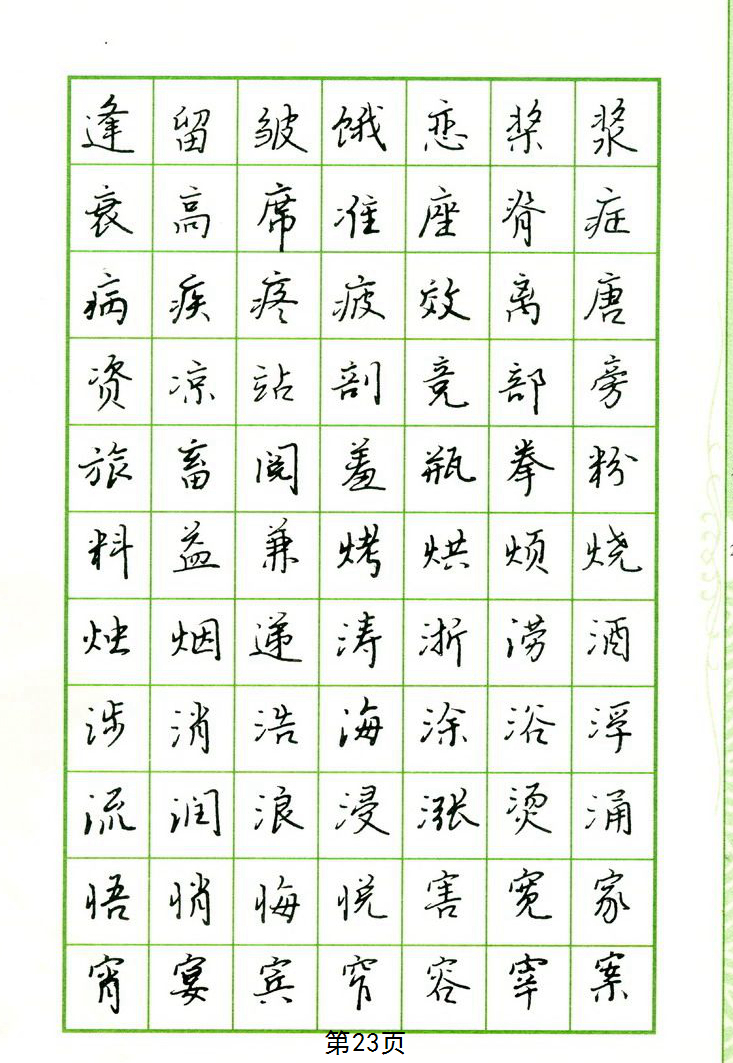 逢留皱饿恋桨浆
衰高席准座脊症
病疾疼疲效离唐
资凉站剖竞部旁
旅畜阅羞瓶拳粉
料益兼烤烘烦烧
烛烟递涛浙涝酒
涉消浩海涂浴浮
流润浪浸涨烫涌
悟悄悔悦害宽家
宵宴宾窄容宰案
第23页